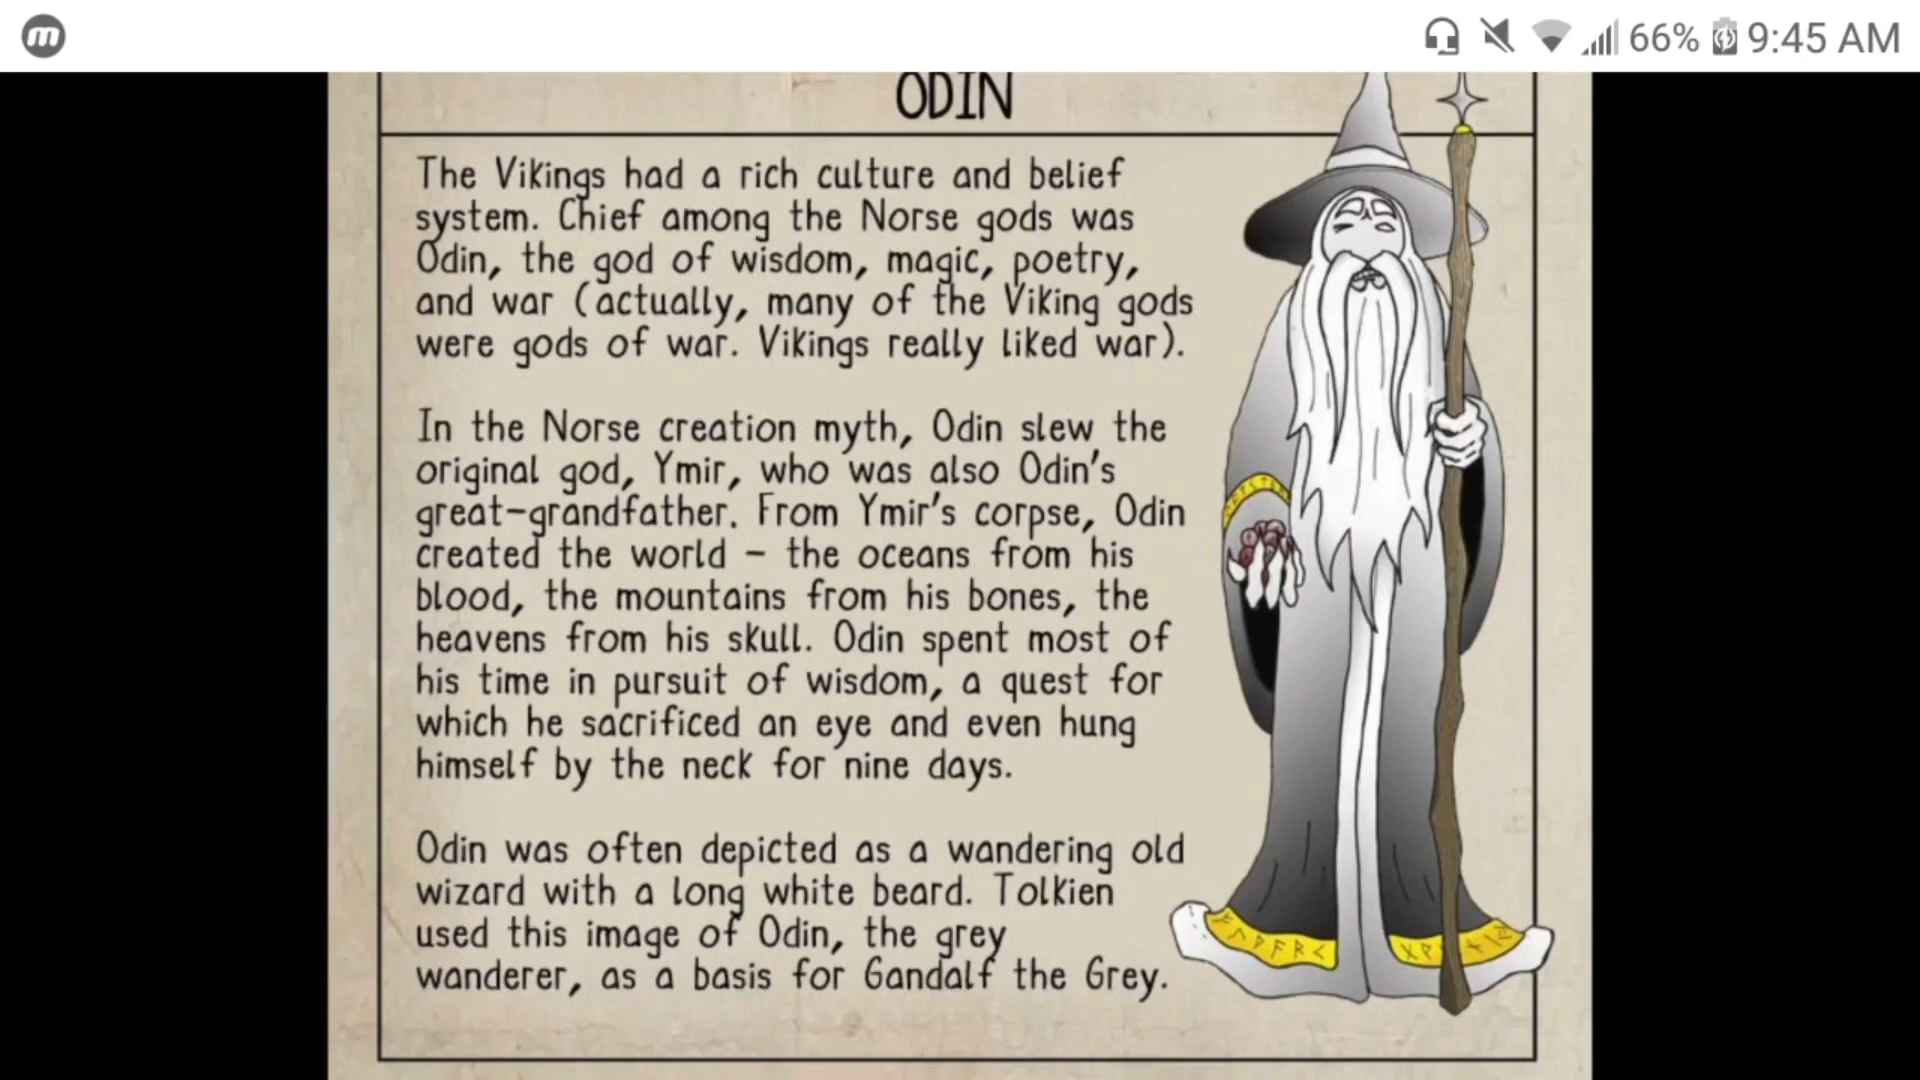 66% 9:45 AM
ODIN
The Vikings had a rich culture and belief
system. Chief among the Norse gods was
Odin, the god of wisdom, magic, poetry,
and war (actually, many of the Viking gods
were gods of war. Vikings really liked war).
In the Norse creation myth, Odin slew the
original god, Ymir, who was also Odin's
great-grandfather. From Ymir's corpse, Odin
created the world – the oceans from his
blood, the mountains from his bones, the
heavens from his skull. Odin spent most of
his time in pursuit of wisdom, a quest for
which he sacrificed an eye and even hung
himself by the neck for nine days.
Odin was often depicted as a wandering old
wizard with a long white beard. Tolkien
used this image of Odin, the grey
wanderer, as a basis for Gandalf the Grey.